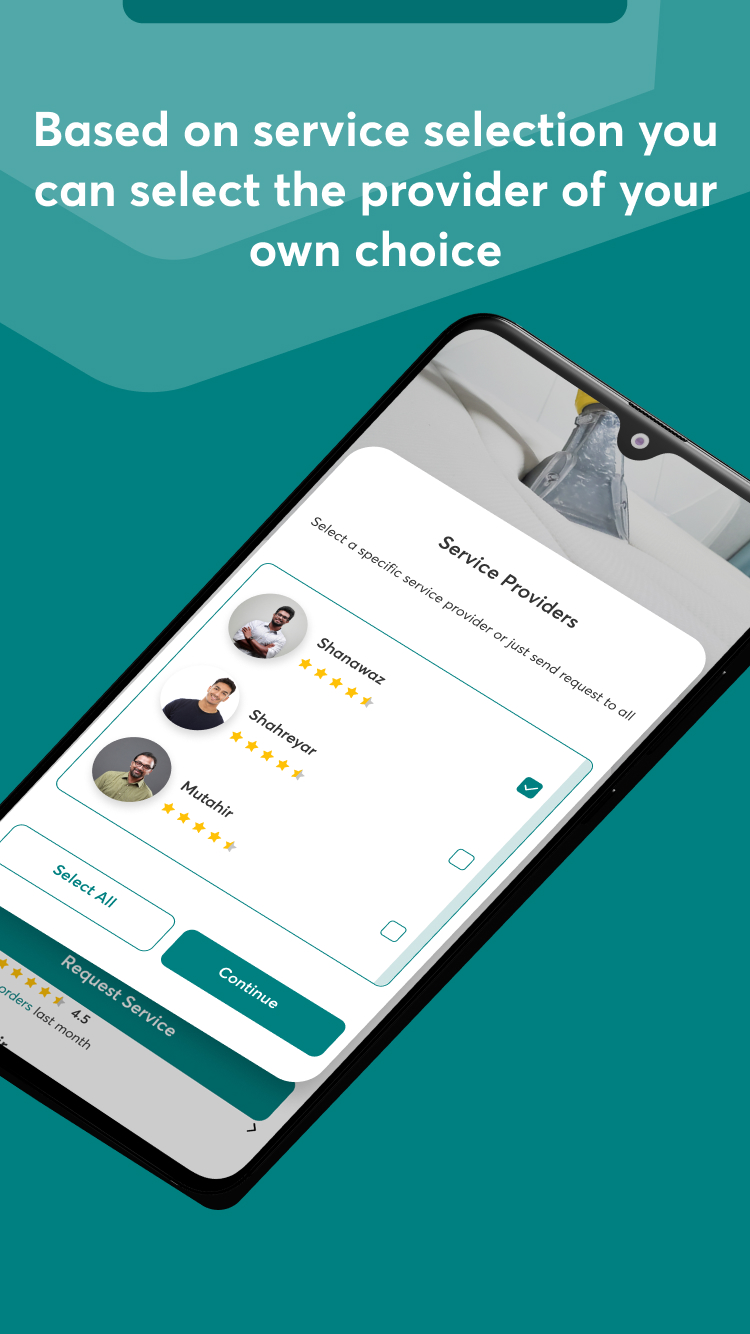 Based on service selection you
can select the provider of your
own choice
Service Providers
Select a specific service provider or just send request to all
Shanawaz
Shahreyar
Mutahir
Select All
Continue
Request Service
4.5
orders last month